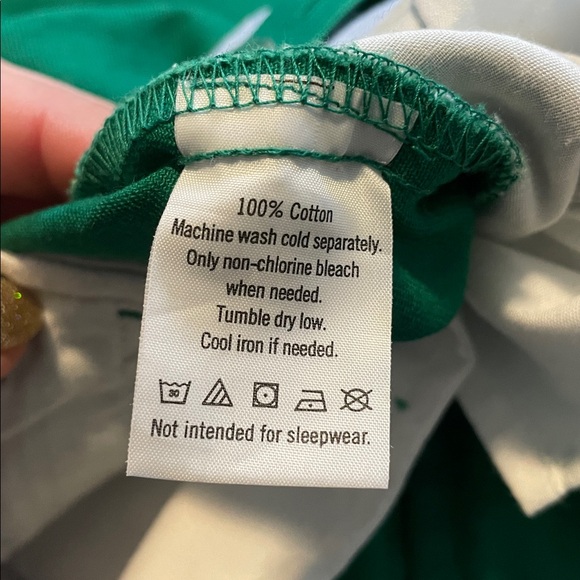 100% Cotton
Machine wash cold separately.
Only non-chlorine bleach
when needed.
Tumble dry low.
Cool iron if needed.
30
Not intended for sleepwear.